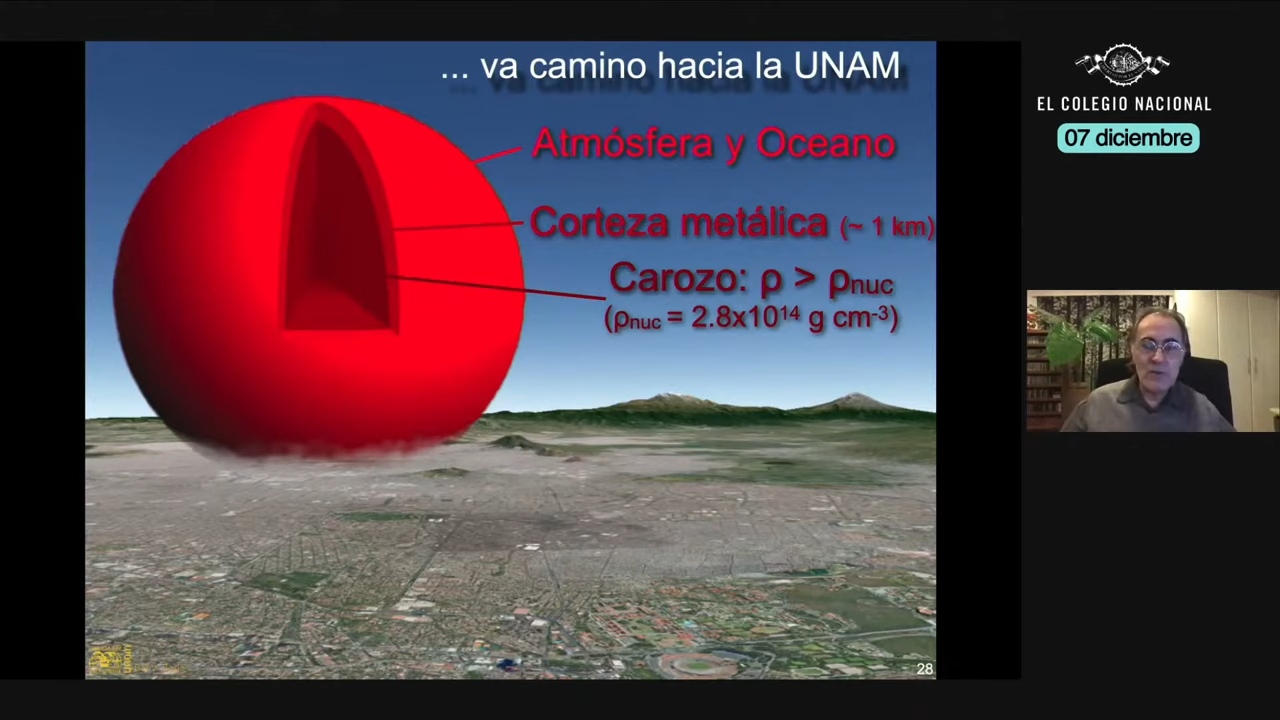 ... va camino hacia la UNAM
Atmósfera y Oceano
Corteza metálica (~ 1 km)
Carozo: ρ > ρnuc
(ρnuc = 2.8x10¹⁴ g cm⁻³)
28
EL COLEGIO NACIONAL
07 diciembre